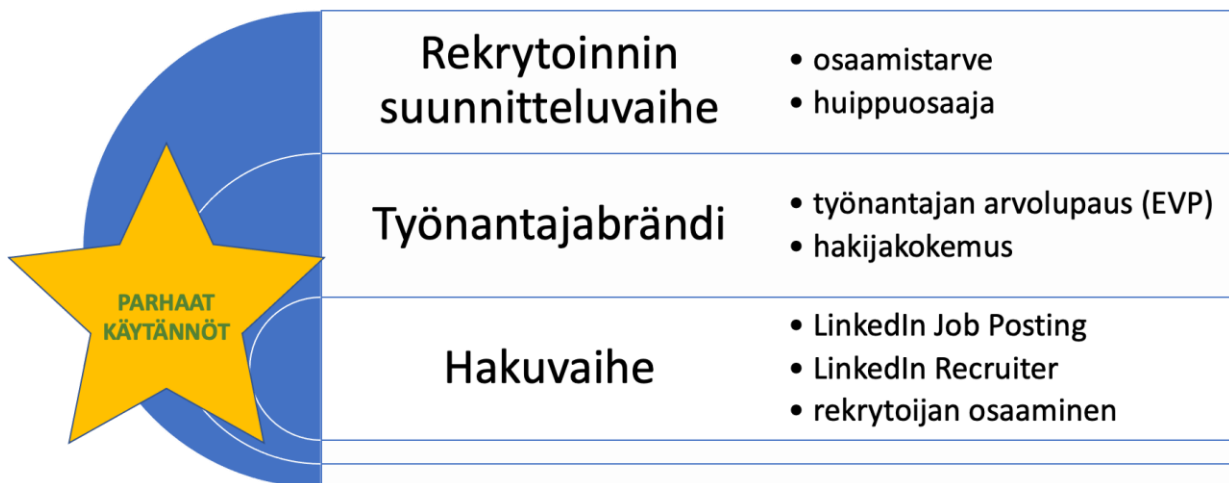 Rekrytoinnin
suunnitteluvaihe
• osaamistarve
• huippuosaaja
Työnantajabrändi
• työnantajan arvolupaus (EVP)
• hakijakokemus
PARHAAT
KÄYTÄNNÖT
Hakuvaihe
• LinkedIn Job Posting
• LinkedIn Recruiter
• rekrytoijan osaaminen